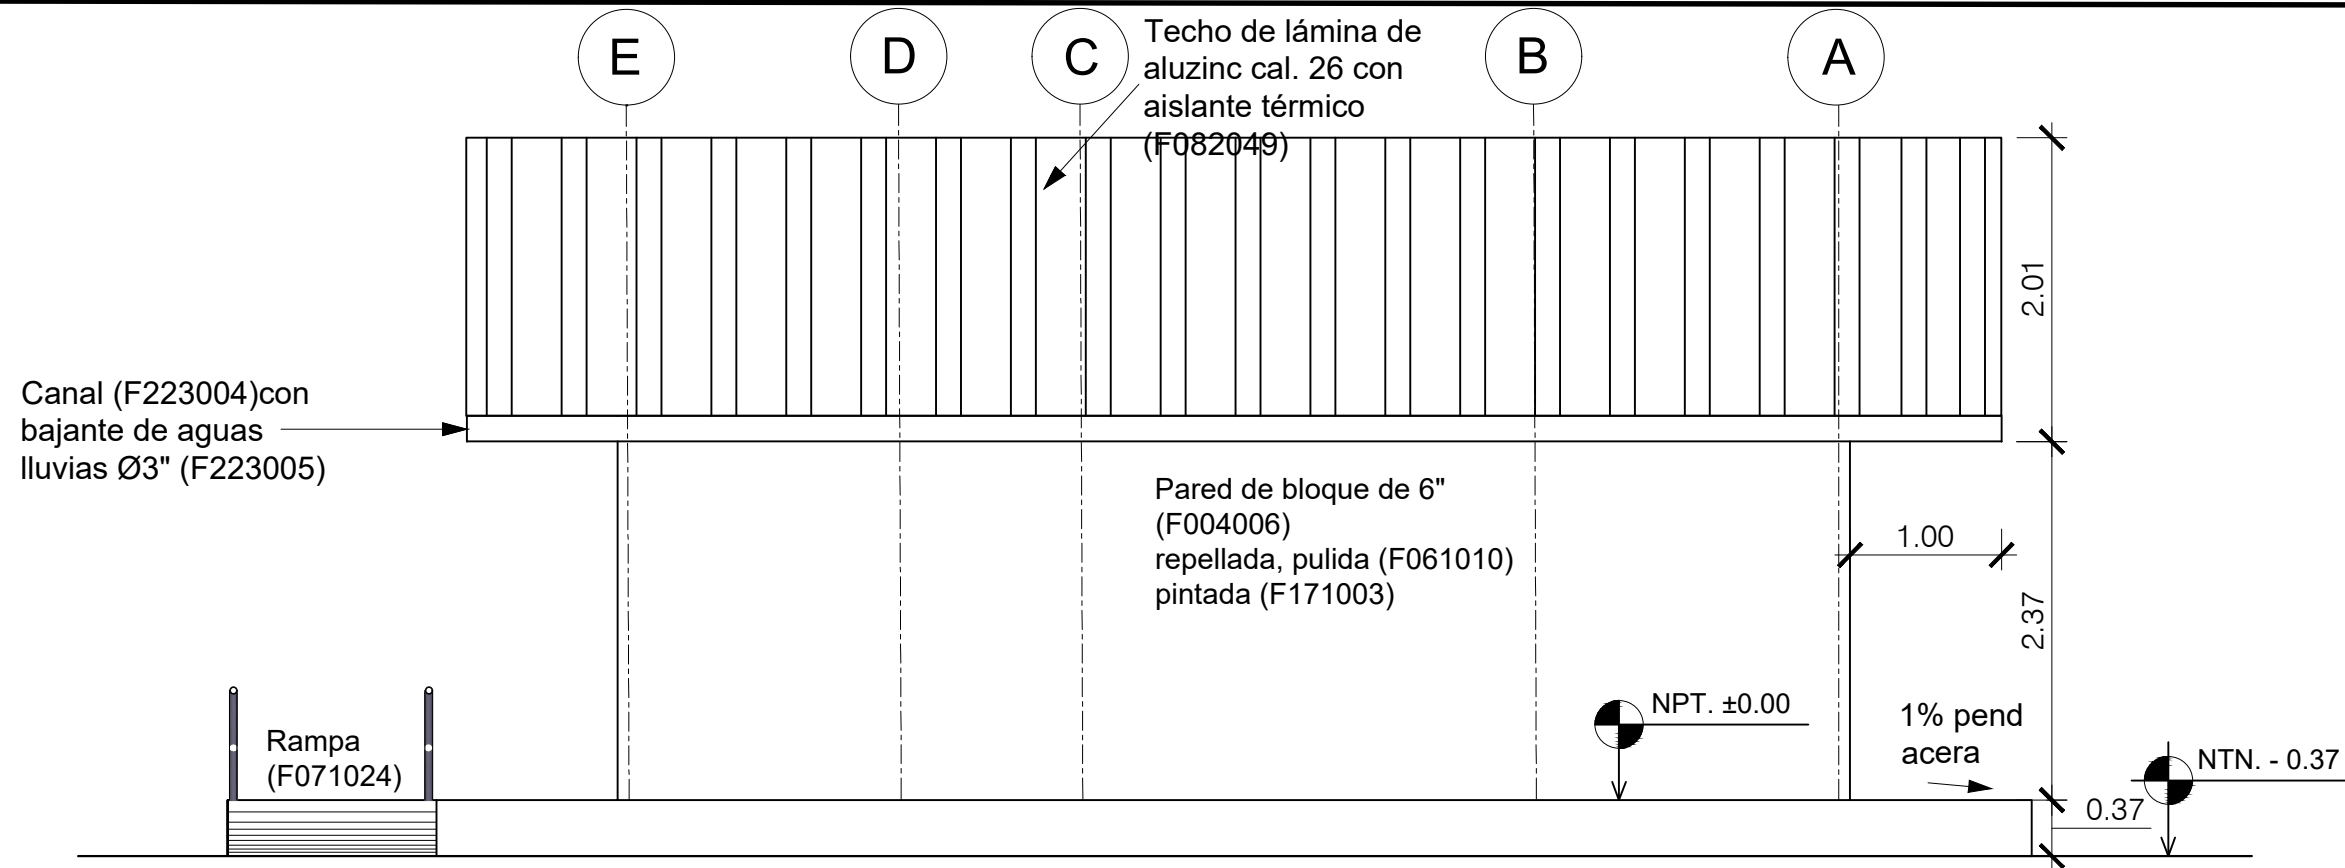 E
D
C
B
A
Techo de lámina de
aluzinc cal. 26 con
aislante térmico
(F082049)
2.01
Canal (F223004)con
bajante de aguas
lluvias Ø3" (F223005)
Pared de bloque de 6"
(F004006)
repellada, pulida (F061010)
pintada (F171003)
1.00
2.37
Rampa
(F071024)
NPT. ±0.00
1% pend
acera
NTN. - 0.37
0.37